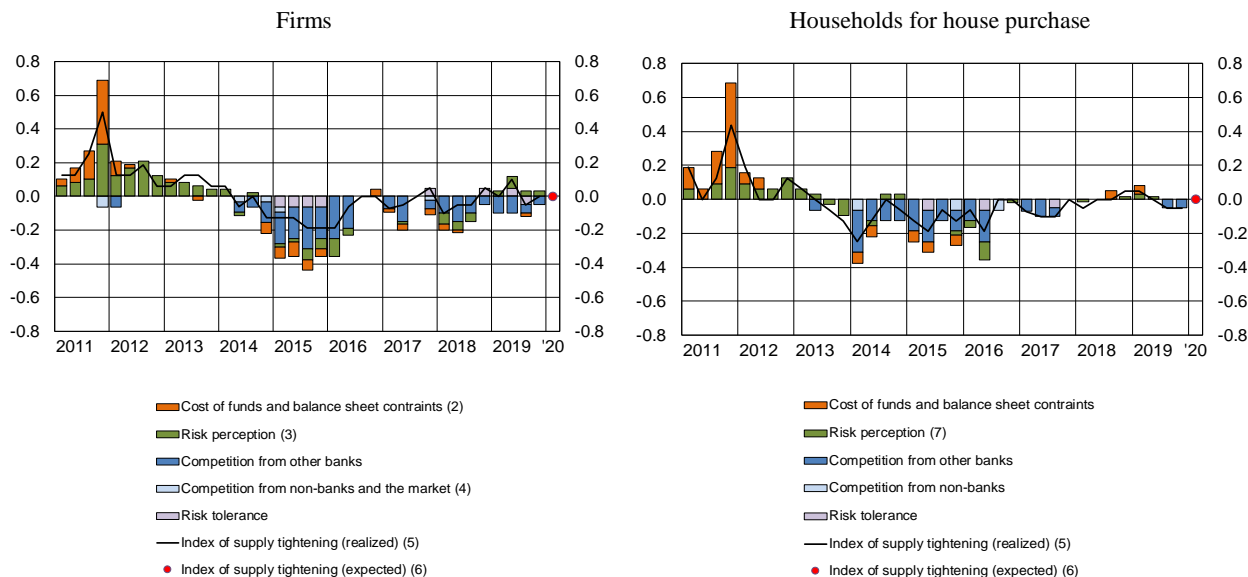 Firms
0.8 0.8
0.6 0.6
0.4 0.4
0.2 0.2
0.0 0.0
-0.2 -0.2
-0.4 -0.4
-0.6 -0.6
-0.8 -0.8
2011 2012 2013 2014 2015 2016 2017 2018 2019 '20
Cost of funds and balance sheet contraints (2)
Risk perception (3)
Competition from other banks
Competition from non-banks and the market (4)
Risk tolerance
Index of supply tightening (realized) (5)
Index of supply tightening (expected) (6)
Households for house purchase
0.8 0.8
0.6 0.6
0.4 0.4
0.2 0.2
0.0 0.0
-0.2 -0.2
-0.4 -0.4
-0.6 -0.6
-0.8 -0.8
2011 2012 2013 2014 2015 2016 2017 2018 2019 '20
Cost of funds and balance sheet contraints
Risk perception (7)
Competition from other banks
Competition from non-banks
Risk tolerance
Index of supply tightening (realized) (5)
Index of supply tightening (expected) (6)